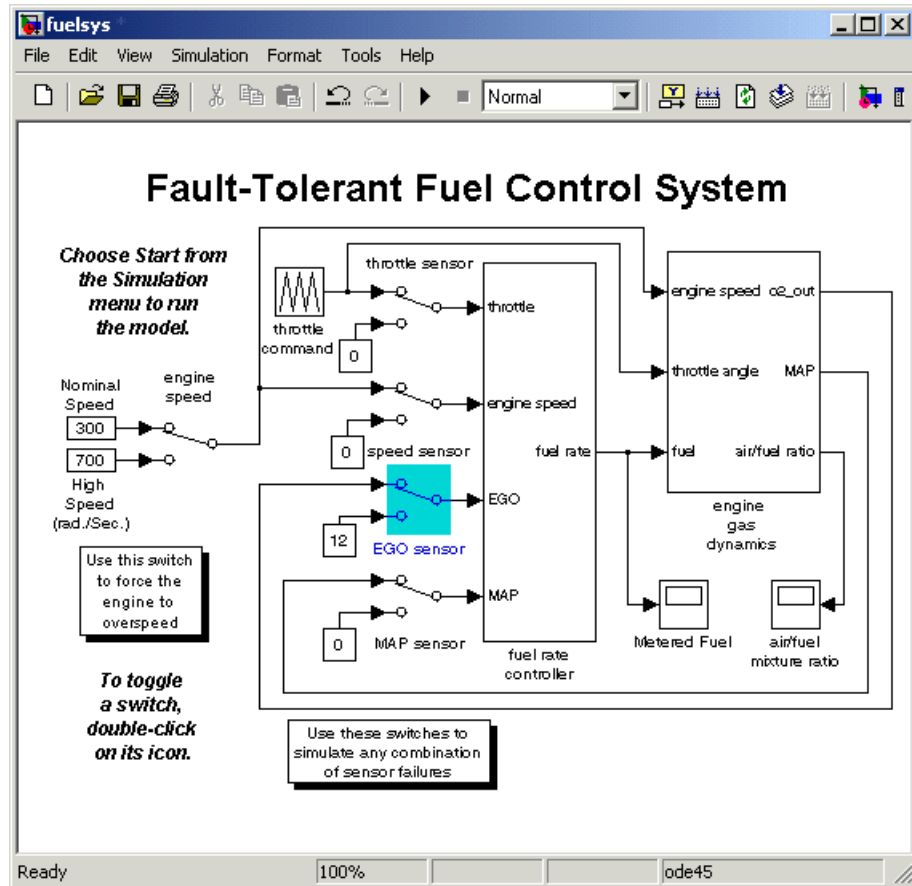 fuelsys *
File Edit View Simulation Format Tools Help
Normal
Fault-Tolerant Fuel Control System
Choose Start from
the Simulation
menu to run
the model.
throttle sensor
throttle
command
0
throttle
engine speed
o2_out
throttle angle
MAP
fuel
air/fuel ratio
engine
gas
dynamics
Nominal
Speed
300
700
High
Speed
(rad./Sec.)
engine
speed
engine speed
0
speed sensor
fuel rate
EGO
12
EGO sensor
MAP
0
MAP sensor
fuel rate
controller
Metered Fuel
air/fuel
mixture ratio
Use this switch
to force the
engine to
overspeed
To toggle
a switch,
double-click
on its icon.
Use these switches to
simulate any combination
of sensor failures
Ready
100%
ode45